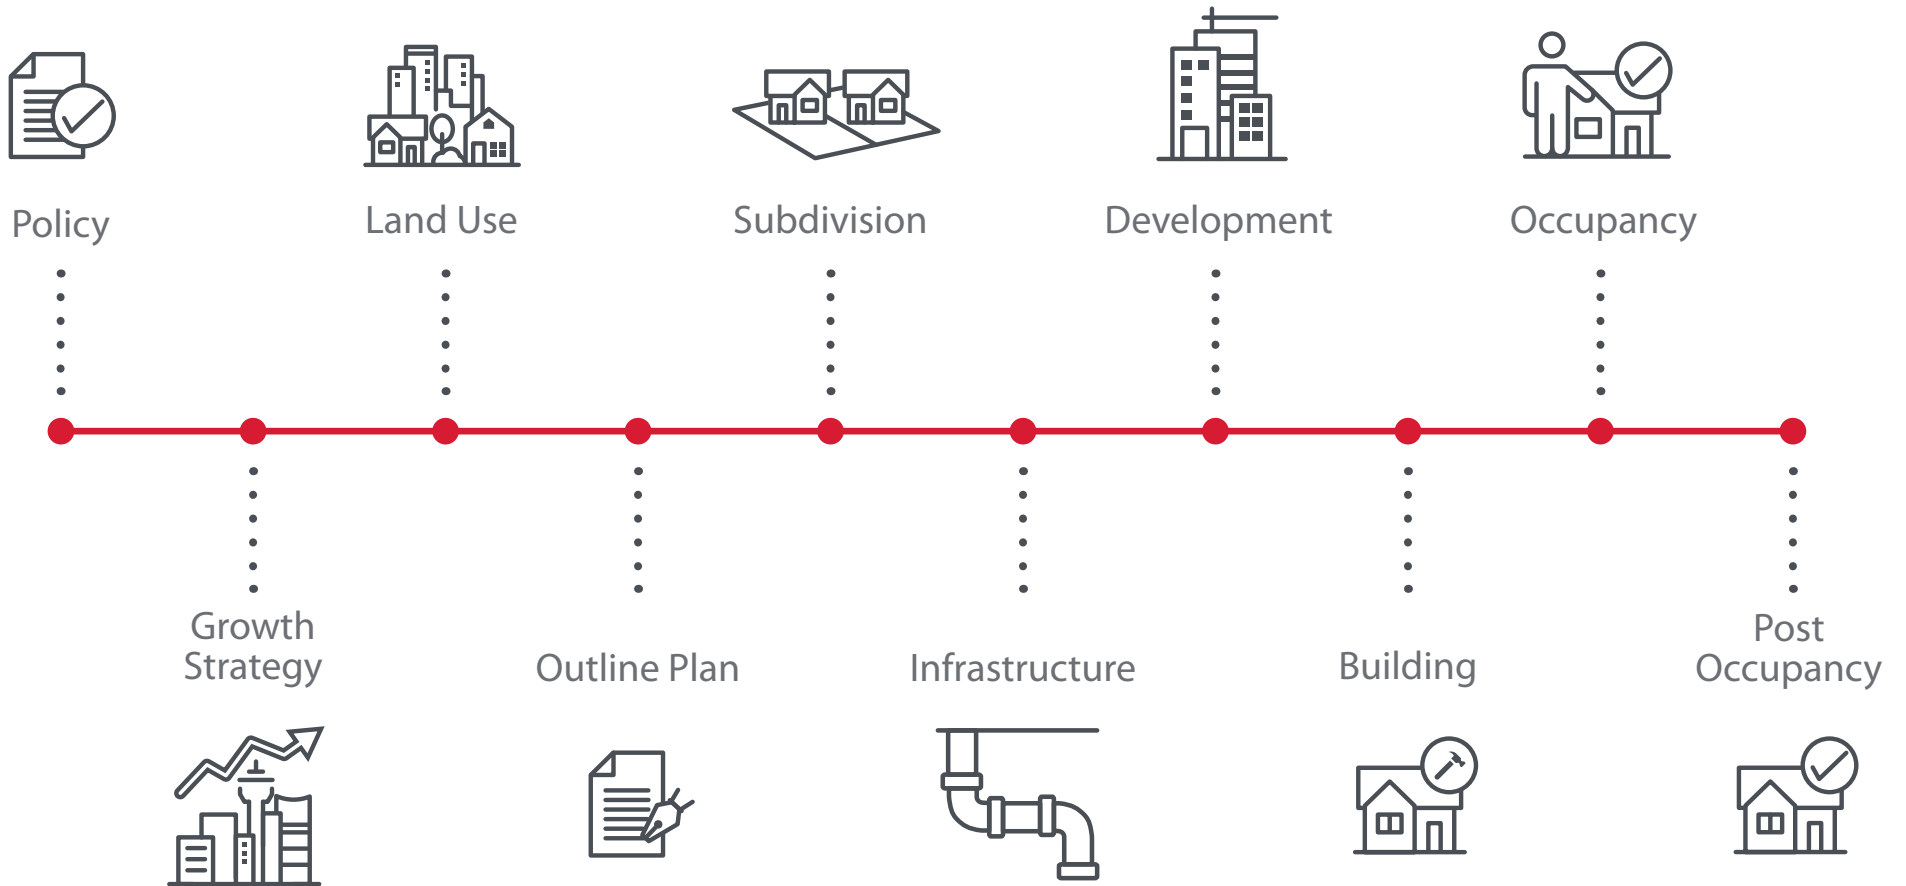 Policy
Land Use
Subdivision
Development
Occupancy
Growth
Strategy
Outline Plan
Infrastructure
Building
Post
Occupancy